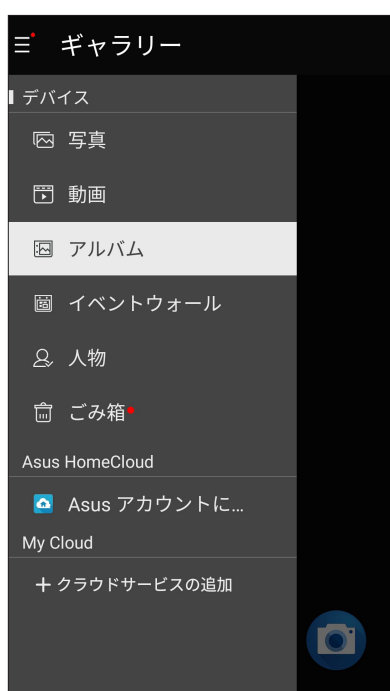 ギャラリー
デバイス
写真
動画
アルバム
イベントウォール
人物
ごみ箱
Asus HomeCloud
Asus アカウントに...
My Cloud
+ クラウドサービスの追加